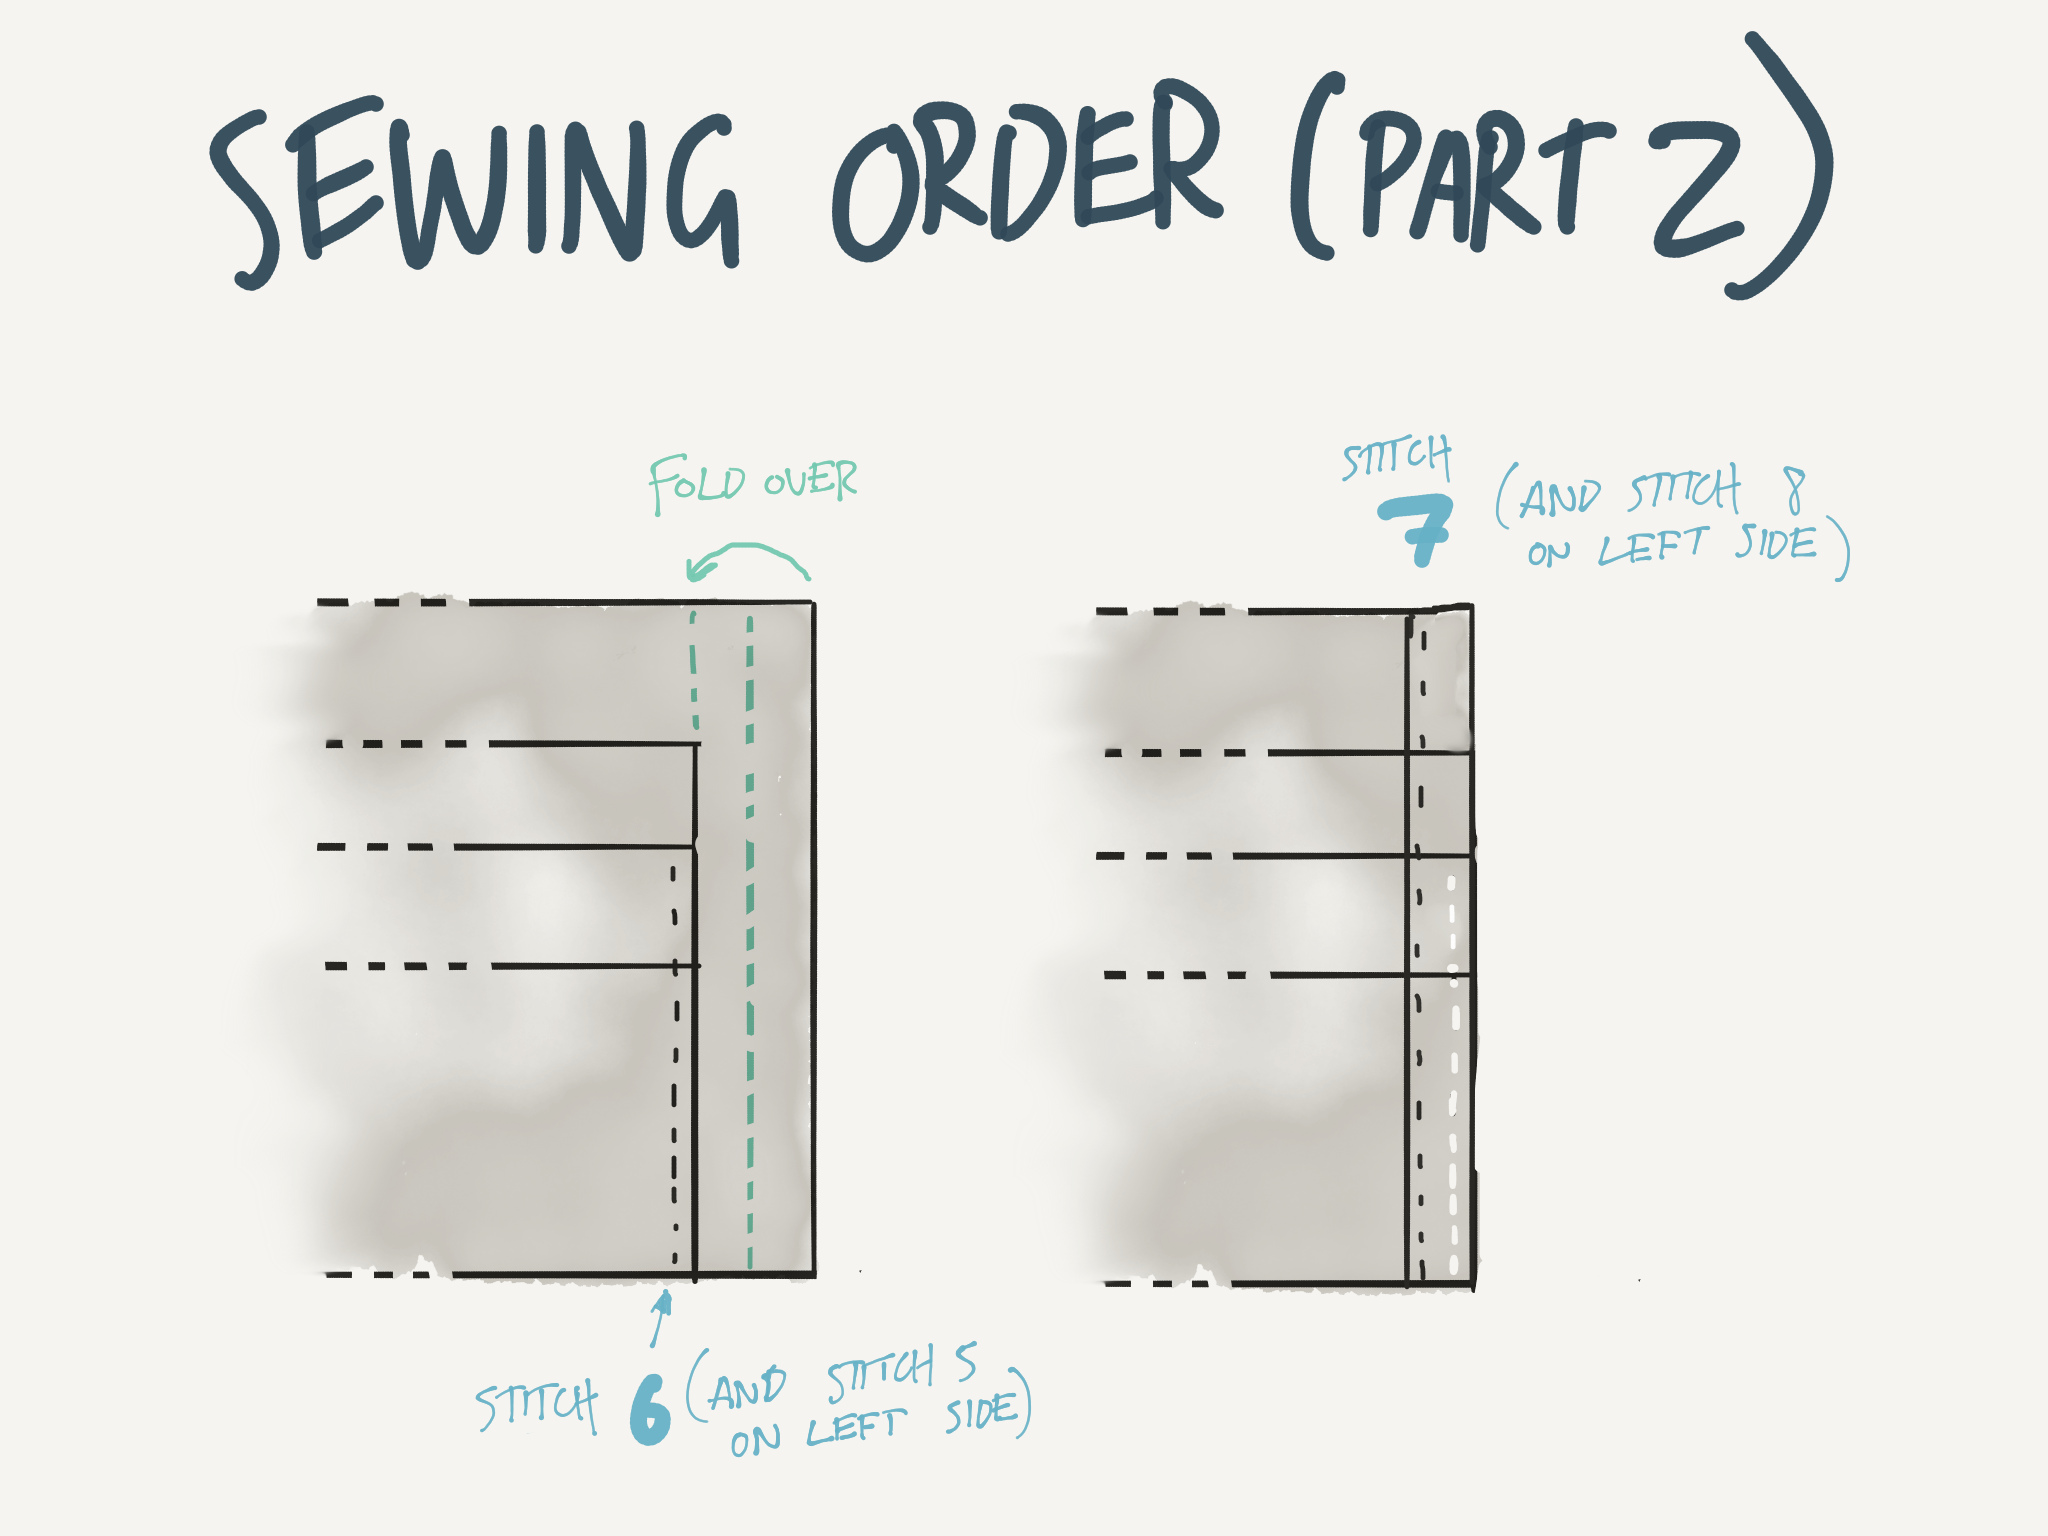 SEWING ORDER (PART 2)
FOLD OVER
STITCH
7
(AND STITCH 8
ON LEFT SIDE)
STITCH 6 (AND STITCH 5
ON LEFT SIDE)